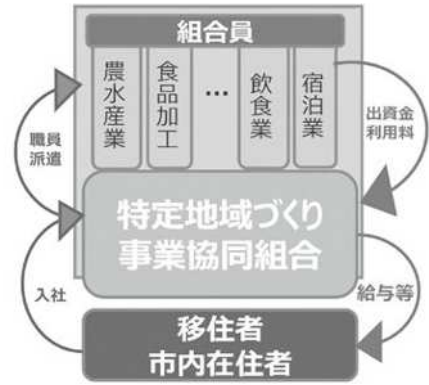 組合員
農水産業
食品加工
…
飲食業
宿泊業
職員
派遣
出資金
利用料
特定地域づくり
事業協同組合
入社
給与等
移住者
市内在住者